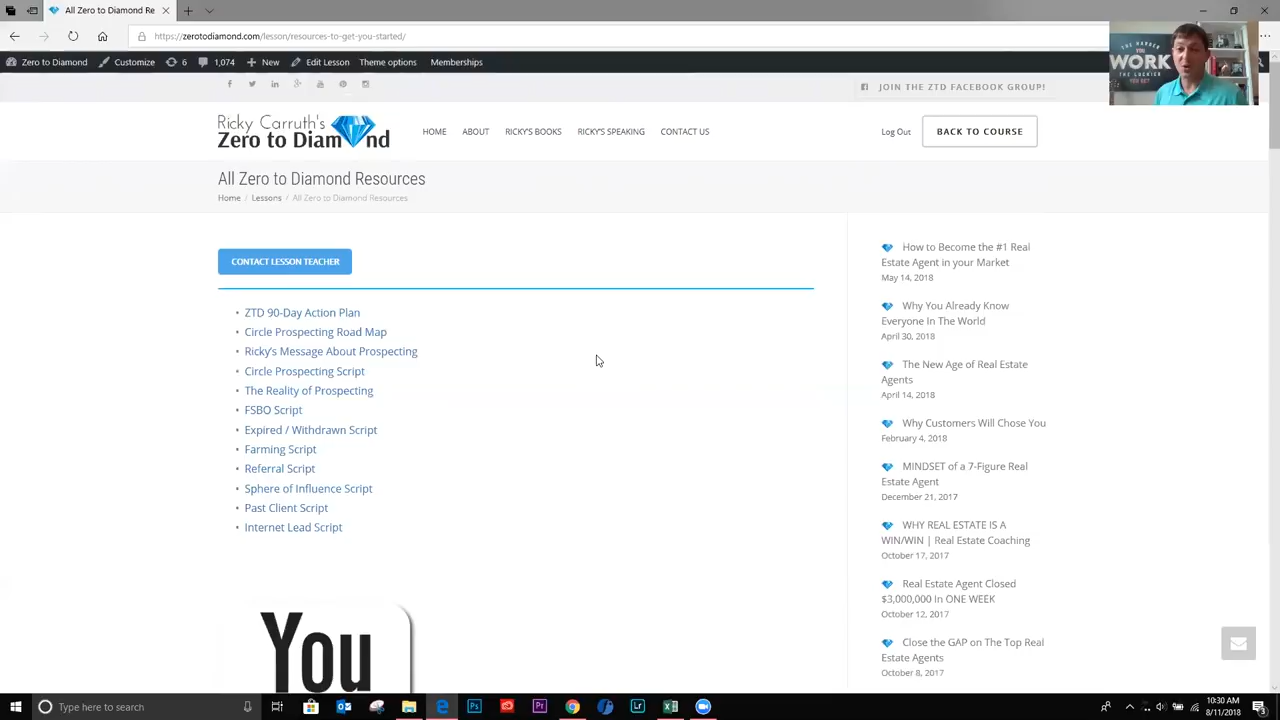 All Zero to Diamond Re
https://zerotodiamond.com/lesson/resources-to-get-you-started/
Zero to Diamond
Customize
6
1,074
New
Edit Lesson
Theme options
Memberships
THE HARDER
YOU
WORK
THE LUCKIER
YOU GET
JOIN THE ZTD FACEBOOK GROUP!
Ricky Carruth's
Zero to Diamond
HOME
ABOUT
RICKY'S BOOKS
RICKY'S SPEAKING
CONTACT US
Log Out
BACK TO COURSE
All Zero to Diamond Resources
Home / Lessons / All Zero to Diamond Resources
CONTACT LESSON TEACHER
• ZTD 90-Day Action Plan
• Circle Prospecting Road Map
• Ricky's Message About Prospecting
• Circle Prospecting Script
• The Reality of Prospecting
• FSBO Script
• Expired / Withdrawn Script
• Farming Script
• Referral Script
• Sphere of Influence Script
• Past Client Script
• Internet Lead Script
You
How to Become the #1 Real
Estate Agent in your Market
May 14, 2018
Why You Already Know
Everyone In The World
April 30, 2018
The New Age of Real Estate
Agents
April 14, 2018
Why Customers Will Chose You
February 4, 2018
MINDSET of a 7-Figure Real
Estate Agent
December 21, 2017
WHY REAL ESTATE IS A
WIN/WIN | Real Estate Coaching
October 17, 2017
Real Estate Agent Closed
$3,000,000 In ONE WEEK
October 12, 2017
Close the GAP on The Top Real
Estate Agents
October 8, 2017
Type here to search
10:30 AM
8/11/2018